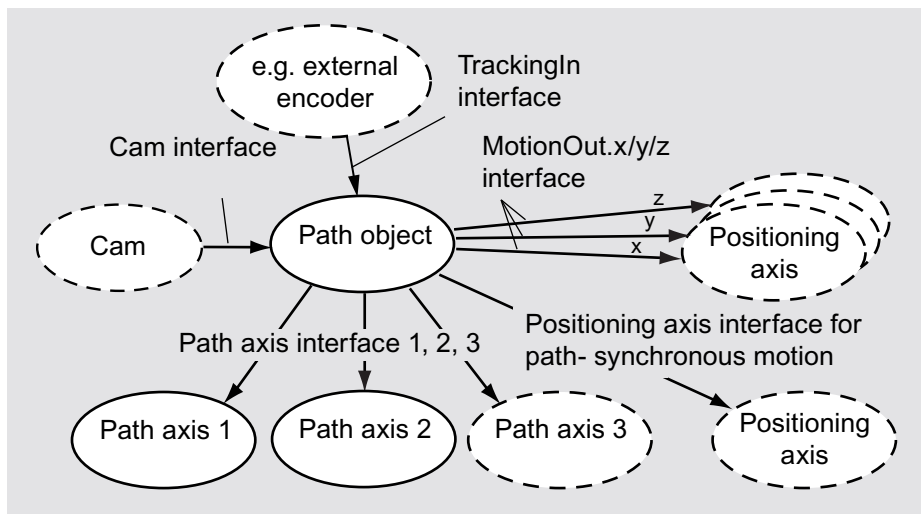 e.g. external
encoder
TrackingIn
interface
Cam interface
MotionOut.x/y/z
interface
z
y
x
Cam
Path object
Positioning
axis
Path axis interface 1, 2, 3
Positioning axis interface for
path- synchronous motion
Path axis 1
Path axis 2
Path axis 3
Positioning
axis